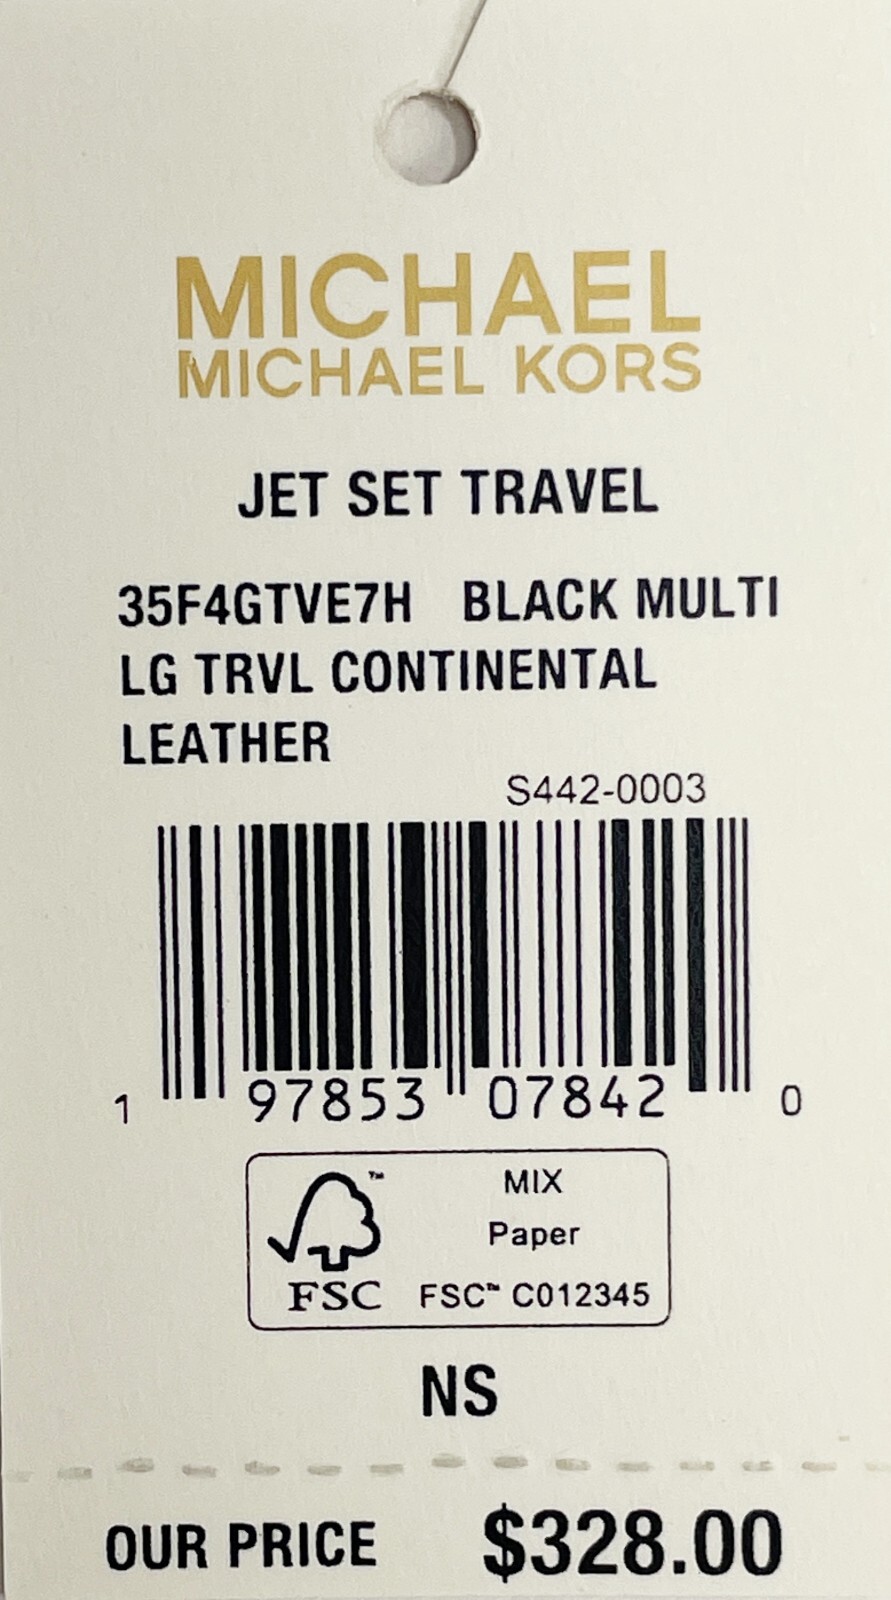 MICHAEL
MICHAEL KORS
JET SET TRAVEL
35F4GTVE7H BLACK MULTI
LG TRVL CONTINENTAL
LEATHER
S442-0003
1 97853 07842 0
™
MIX
Paper
FSC FSC™ C012345
NS
OUR PRICE $328.00